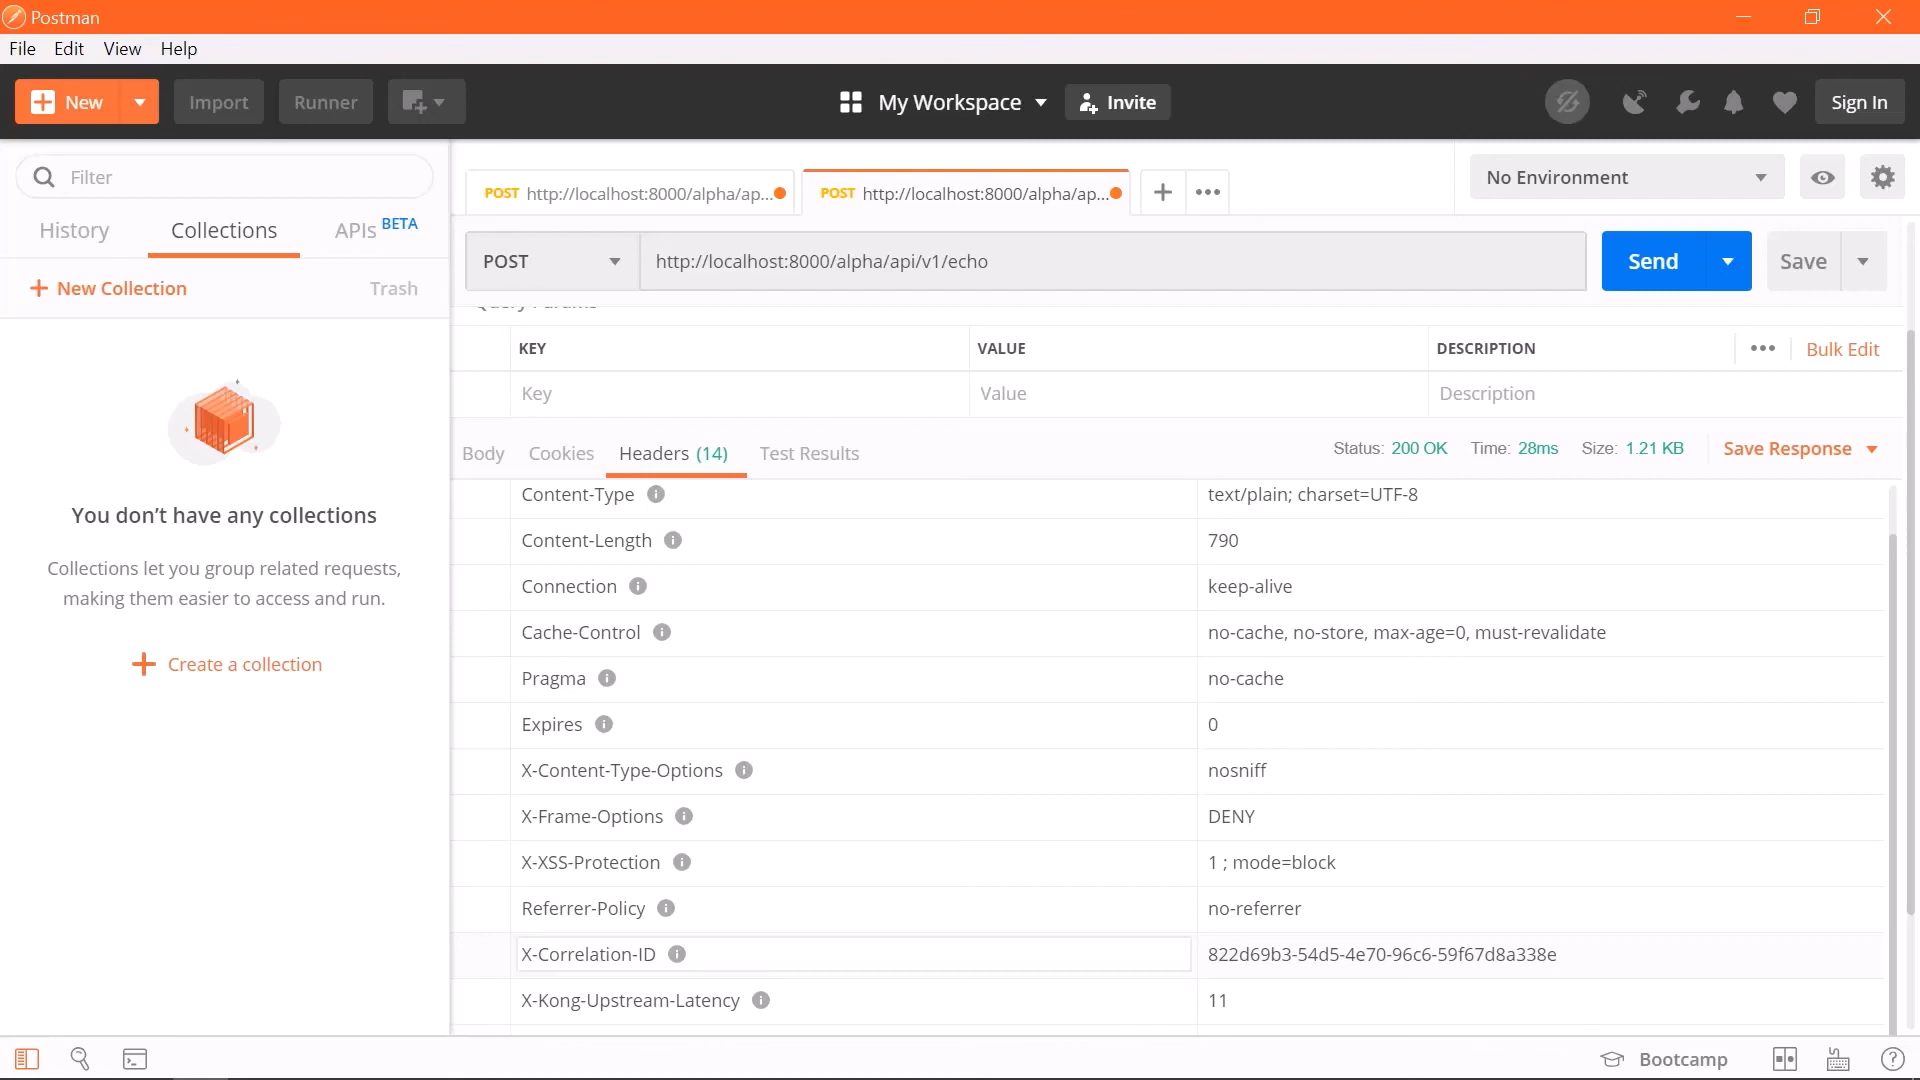 Postman
File Edit View Help
New Import Runner My Workspace Invite Sign In
Filter
History Collections APIs BETA
New Collection Trash
You don’t have any collections
Collections let you group related requests,
making them easier to access and run.
Create a collection
POST http://localhost:8000/alpha/ap... POST http://localhost:8000/alpha/ap... No Environment
POST http://localhost:8000/alpha/api/v1/echo Send Save
Query Params
KEY VALUE DESCRIPTION Bulk Edit
Key Value Description
Body Cookies Headers (14) Test Results Status: 200 OK Time: 28ms Size: 1.21 KB Save Response
Content-Type text/plain; charset=UTF-8
Content-Length 790
Connection keep-alive
Cache-Control no-cache, no-store, max-age=0, must-revalidate
Pragma no-cache
Expires 0
X-Content-Type-Options nosniff
X-Frame-Options DENY
X-XSS-Protection 1 ; mode=block
Referrer-Policy no-referrer
X-Correlation-ID 822d69b3-54d5-4e70-96c6-59f67d8a338e
X-Kong-Upstream-Latency 11
Bootcamp